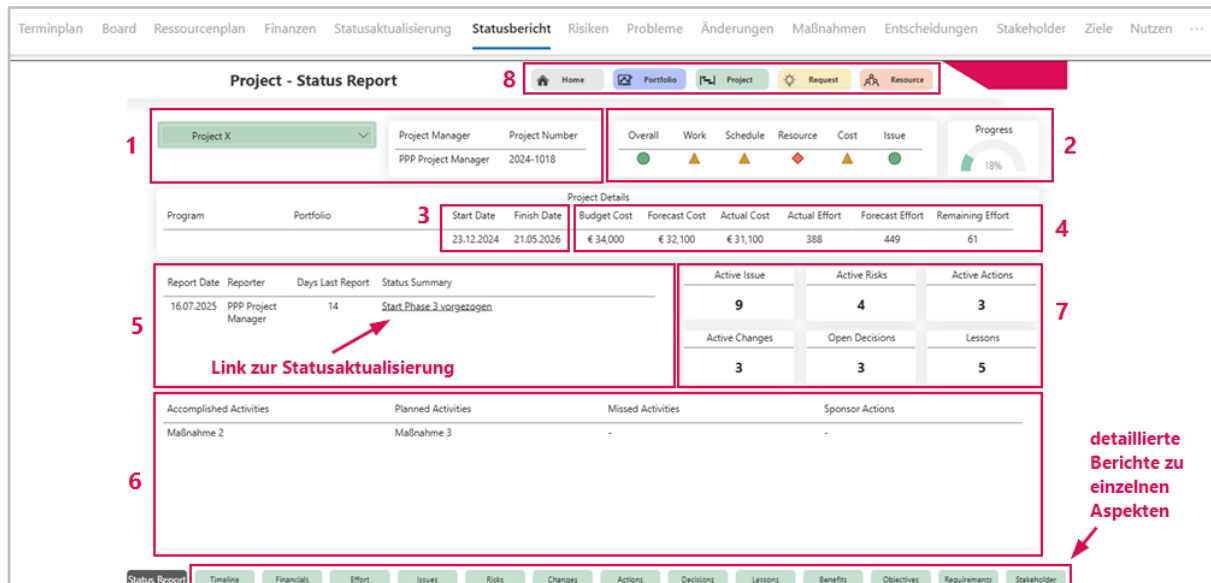 Terminplan Board Ressourcenplan Finanzen Statusaktualisierung Statusbericht Risiken Probleme Änderungen Maßnahmen Entscheidungen Stakeholder Ziele Nutzen ...
Project - Status Report
8
Home Portfolio Project Request Resource
1
Project X
Project Manager Project Number
PPP Project Manager 2024-1018
Overall Work Schedule Resource Cost Issue
Progress
18%
2
Project Details
Program Portfolio
3
Start Date Finish Date Budget Cost Forecast Cost Actual Cost Actual Effort Forecast Effort Remaining Effort
23.12.2024 21.05.2026 € 34,000 € 32,100 € 31,100 388 449 61
4
5
Report Date Reporter Days Last Report Status Summary
16.07.2025 PPP Project 14 Start Phase 3 vorgezogen
Manager
Link zur Statusaktualisierung
Active Issue Active Risks Active Actions
9 4 3
7
Active Changes Open Decisions Lessons
3 3 5
Accomplished Activities Planned Activities Missed Activities Sponsor Actions
Maßnahme 2 Maßnahme 3 - -
6
detaillierte
Berichte zu
einzelnen
Aspekten
Status Report Timeline Financials Effort Issues Risks Changes Actions Decisions Lessons Benefits Objectives Requirements Stakeholder